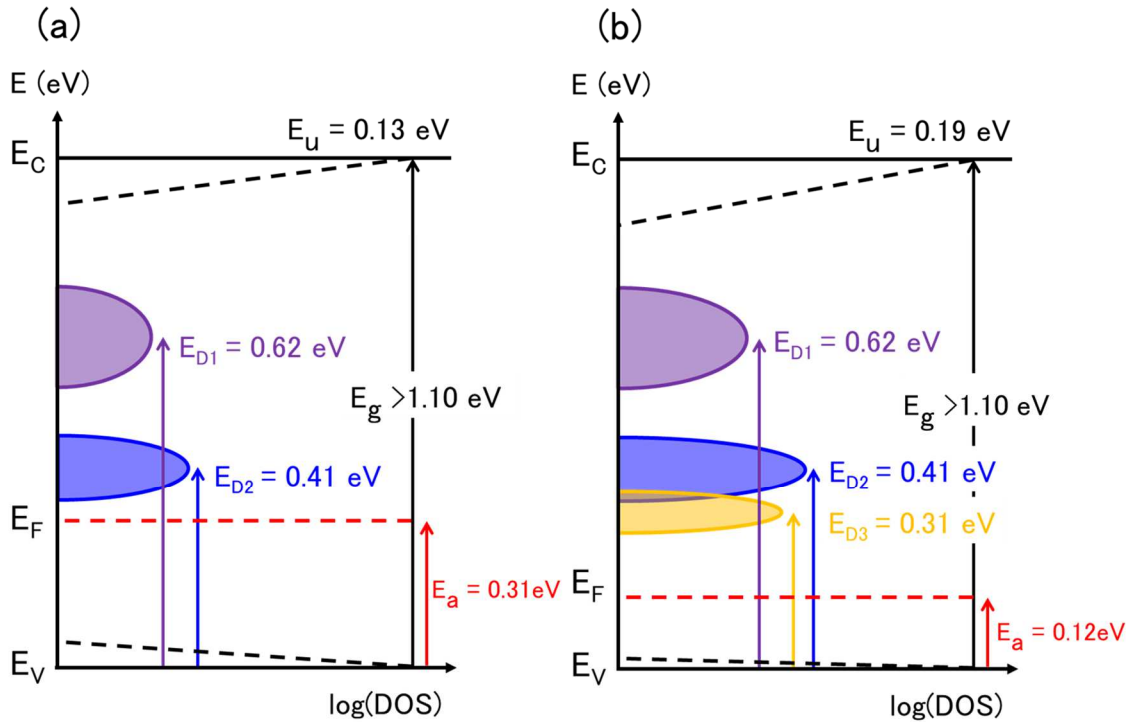 (a)
E (eV)
E_u = 0.13 eV
E_C
E_D1 = 0.62 eV
E_g >1.10 eV
E_D2 = 0.41 eV
E_F
E_a = 0.31eV
E_V
log(DOS)
(b)
E (eV)
E_u = 0.19 eV
E_C
E_D1 = 0.62 eV
E_g >1.10 eV
E_D2 = 0.41 eV
E_D3 = 0.31 eV
E_F
E_a = 0.12eV
E_V
log(DOS)